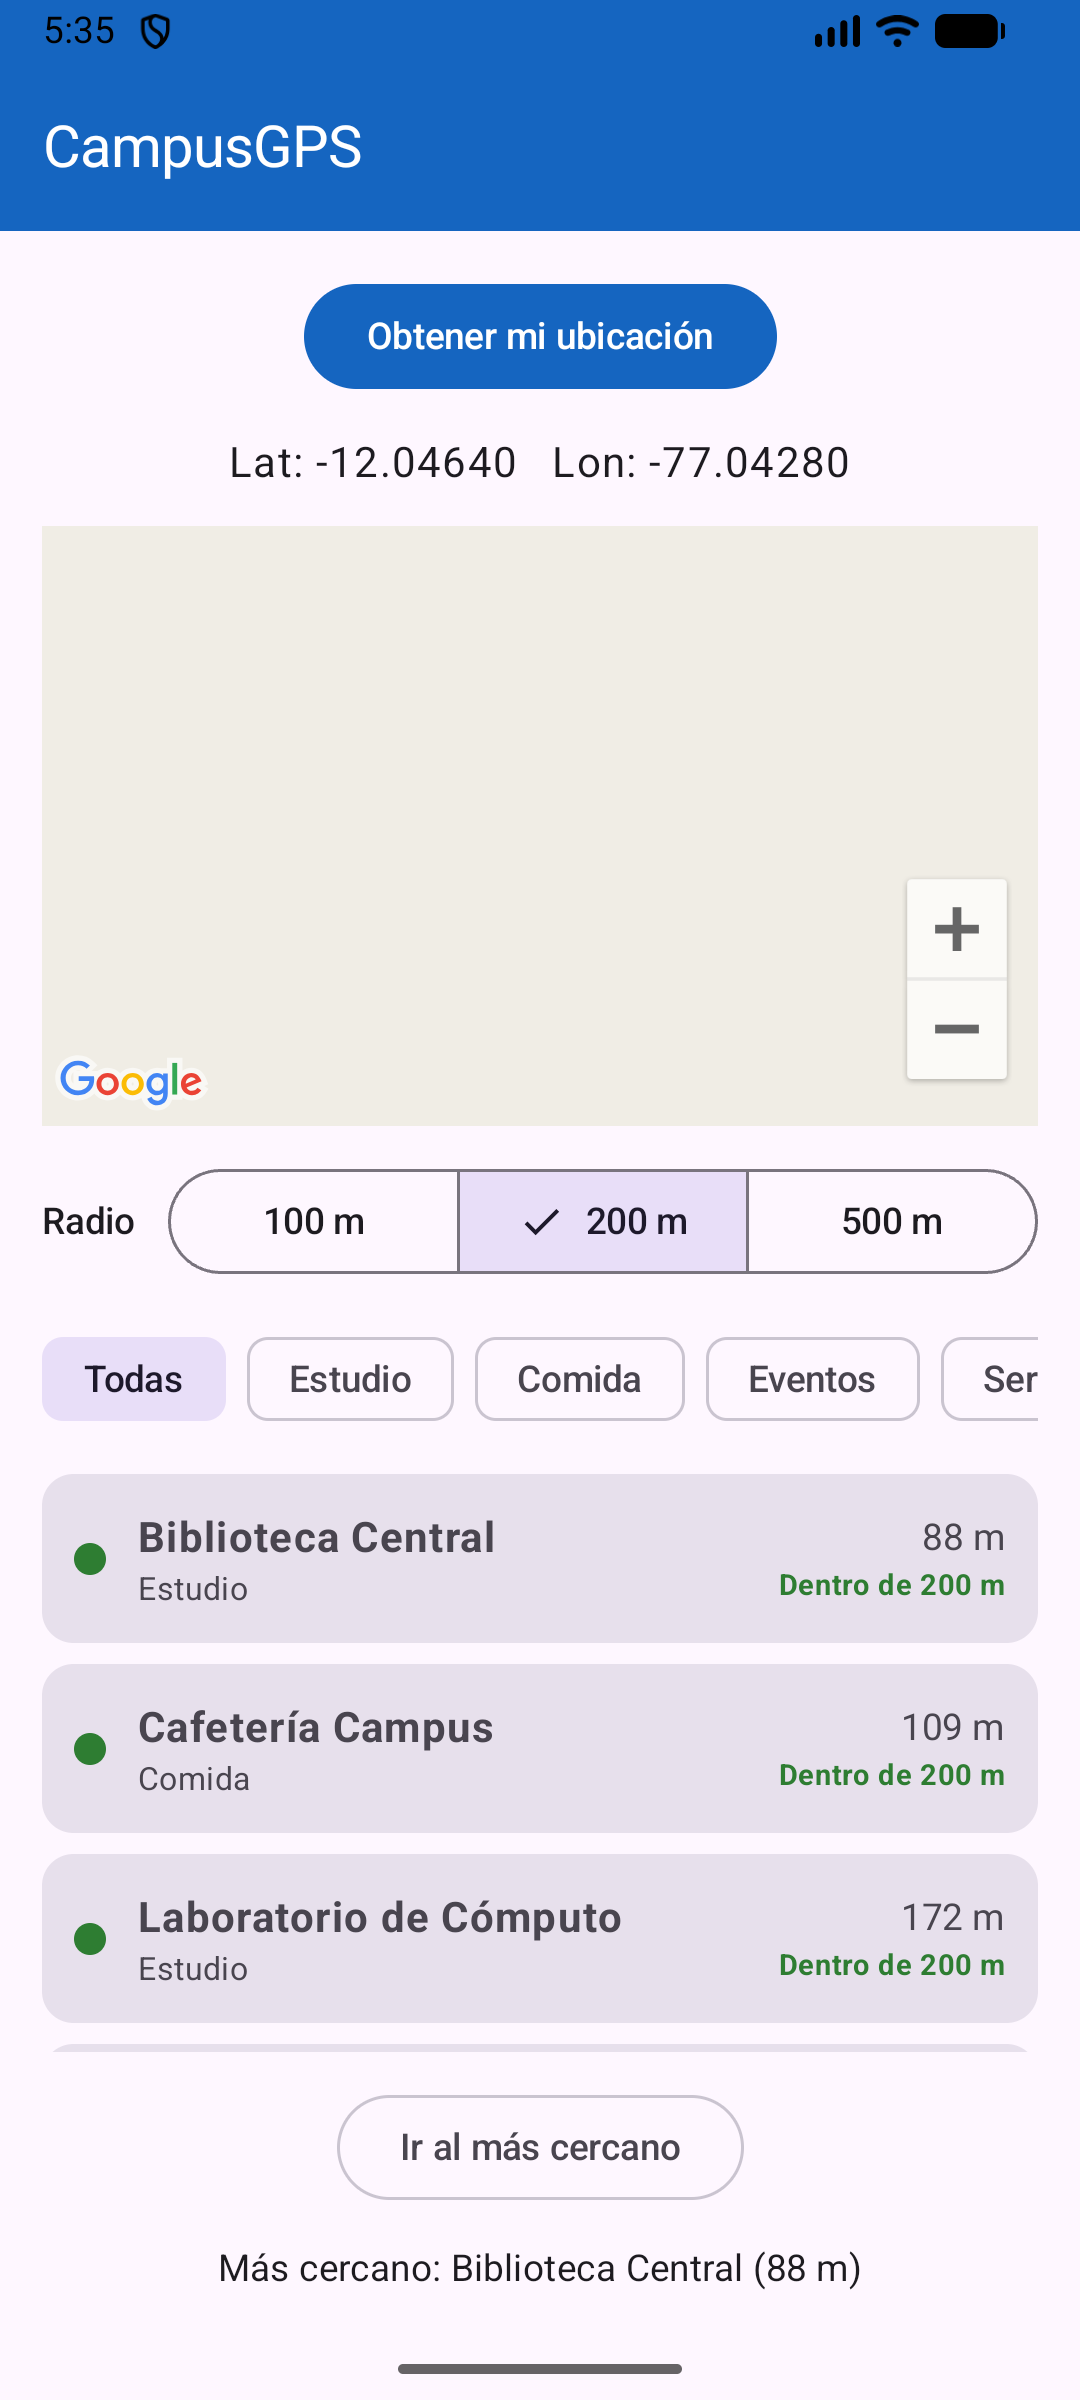 5:35
CampusGPS
Obtener mi ubicación
Lat: -12.04640 Lon: -77.04280
Google
Radio 100 m 200 m 500 m
Todas Estudio Comida Eventos Ser
Biblioteca Central 88 m
Estudio Dentro de 200 m
Cafetería Campus 109 m
Comida Dentro de 200 m
Laboratorio de Cómputo 172 m
Estudio Dentro de 200 m
Ir al más cercano
Más cercano: Biblioteca Central (88 m)